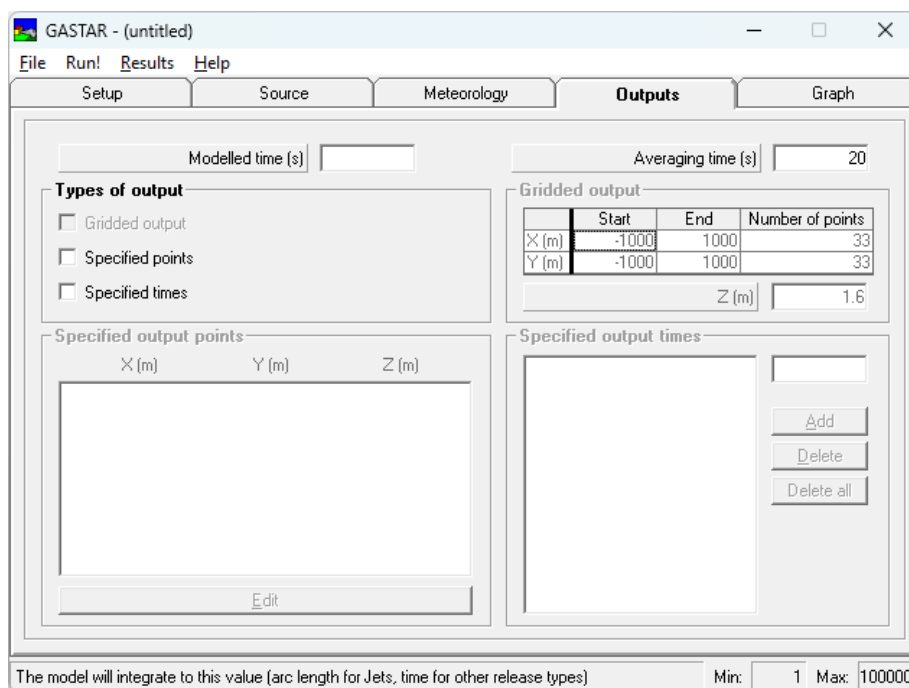 GASTAR - (untitled)
File Run! Results Help
Setup Source Meteorology Outputs Graph
Modelled time (s)
Averaging time (s) 20
Types of output
Gridded output
Specified points
Specified times
Gridded output
Start End Number of points
X (m) -1000 1000 33
Y (m) -1000 1000 33
Z (m) 1.6
Specified output points
X (m) Y (m) Z (m)
Edit
Specified output times
Add
Delete
Delete all
The model will integrate to this value (arc length for Jets, time for other release types) Min: 1 Max: 100000